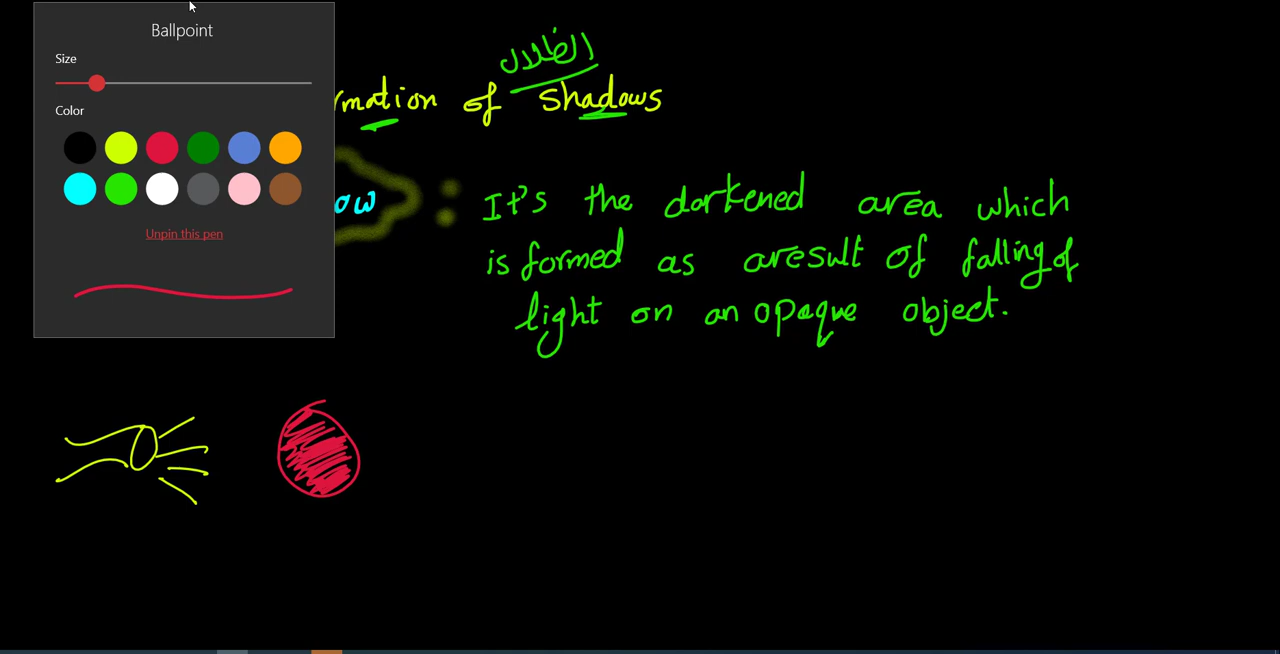 Ballpoint
Size
Color
Unpin this pen
الظلال
rmation of Shadows
ow : It's the darkened area which
is formed as aresult of falling of
light on an opaque object.